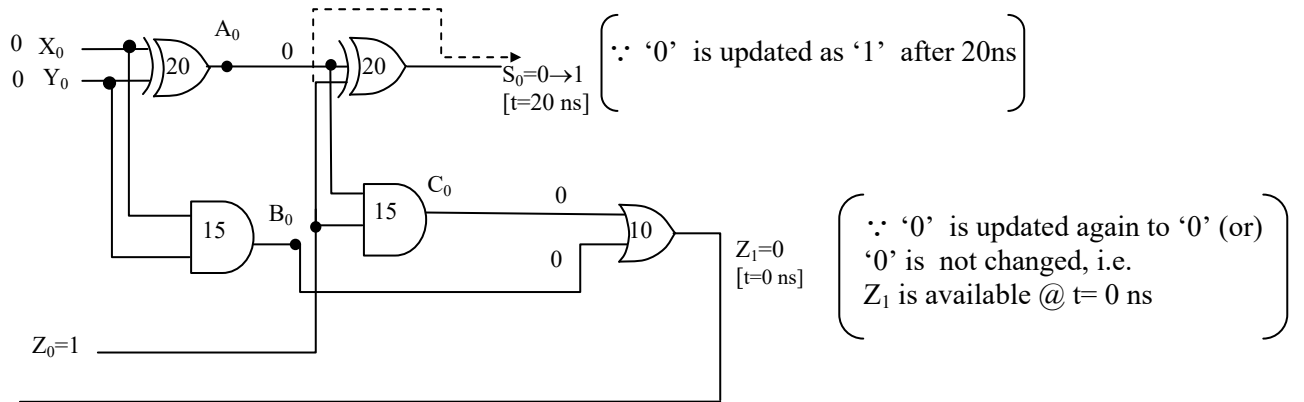 0 X₀
0 Y₀
20
A₀
0
20
S₀=0→1
[t=20 ns]
∵ ‘0’ is updated as ‘1’ after 20ns
15
B₀
15
C₀
0
0
10
Z₁=0
[t=0 ns]
∵ ‘0’ is updated again to ‘0’ (or)
‘0’ is not changed, i.e.
Z₁ is available @ t= 0 ns
Z₀=1